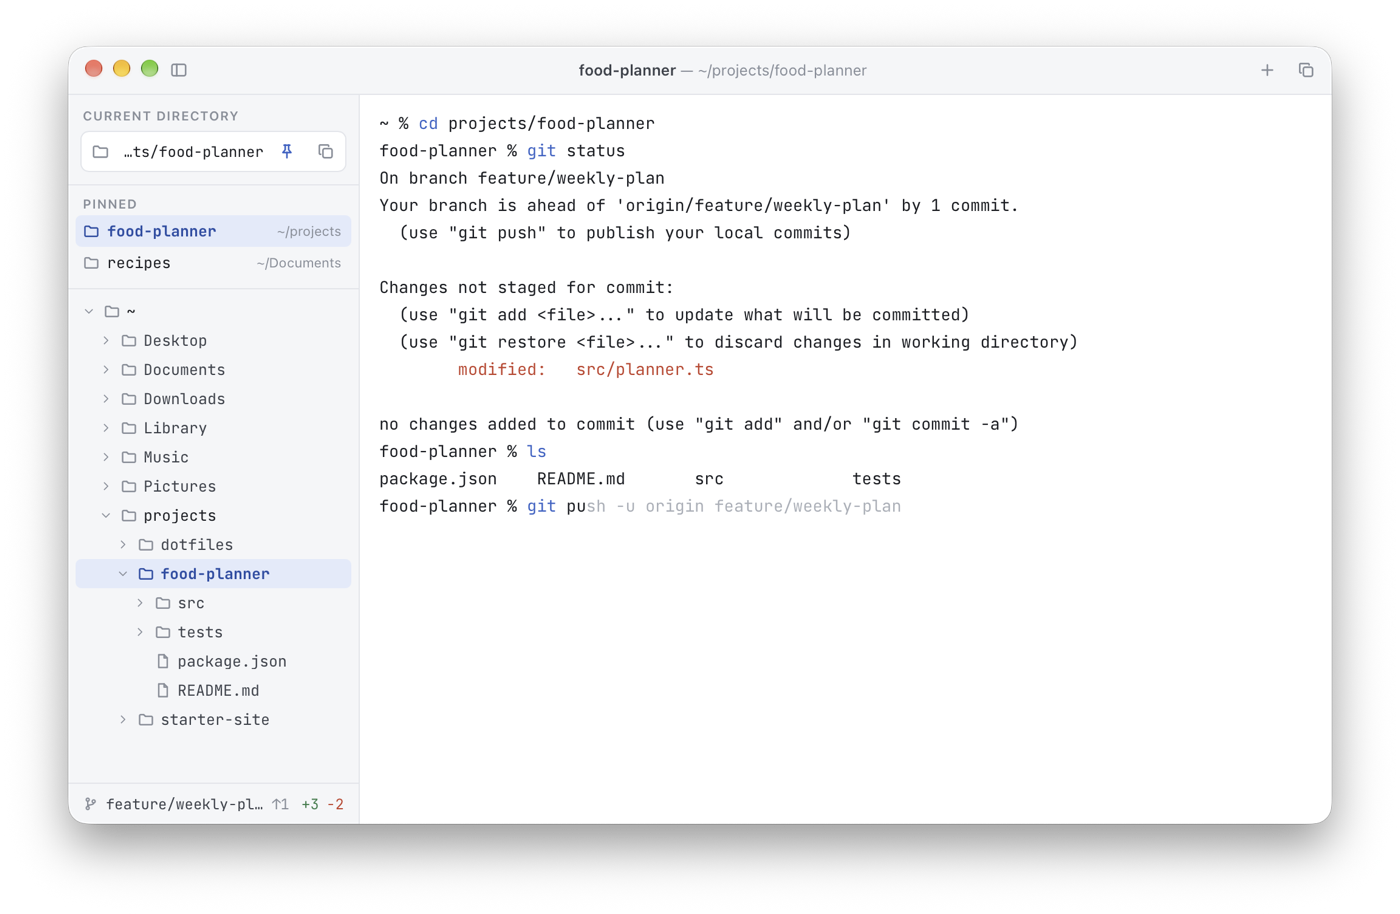 food-planner — ~/projects/food-planner
CURRENT DIRECTORY
…ts/food-planner
PINNED
food-planner ~/projects
recipes ~/Documents
~
Desktop
Documents
Downloads
Library
Music
Pictures
projects
dotfiles
food-planner
src
tests
package.json
README.md
starter-site
feature/weekly-pl… ↑1 +3 -2
~ % cd projects/food-planner
food-planner % git status
On branch feature/weekly-plan
Your branch is ahead of 'origin/feature/weekly-plan' by 1 commit.
  (use "git push" to publish your local commits)

Changes not staged for commit:
  (use "git add <file>..." to update what will be committed)
  (use "git restore <file>..." to discard changes in working directory)
        modified:   src/planner.ts

no changes added to commit (use "git add" and/or "git commit -a")
food-planner % ls
package.json    README.md       src             tests
food-planner % git push -u origin feature/weekly-plan